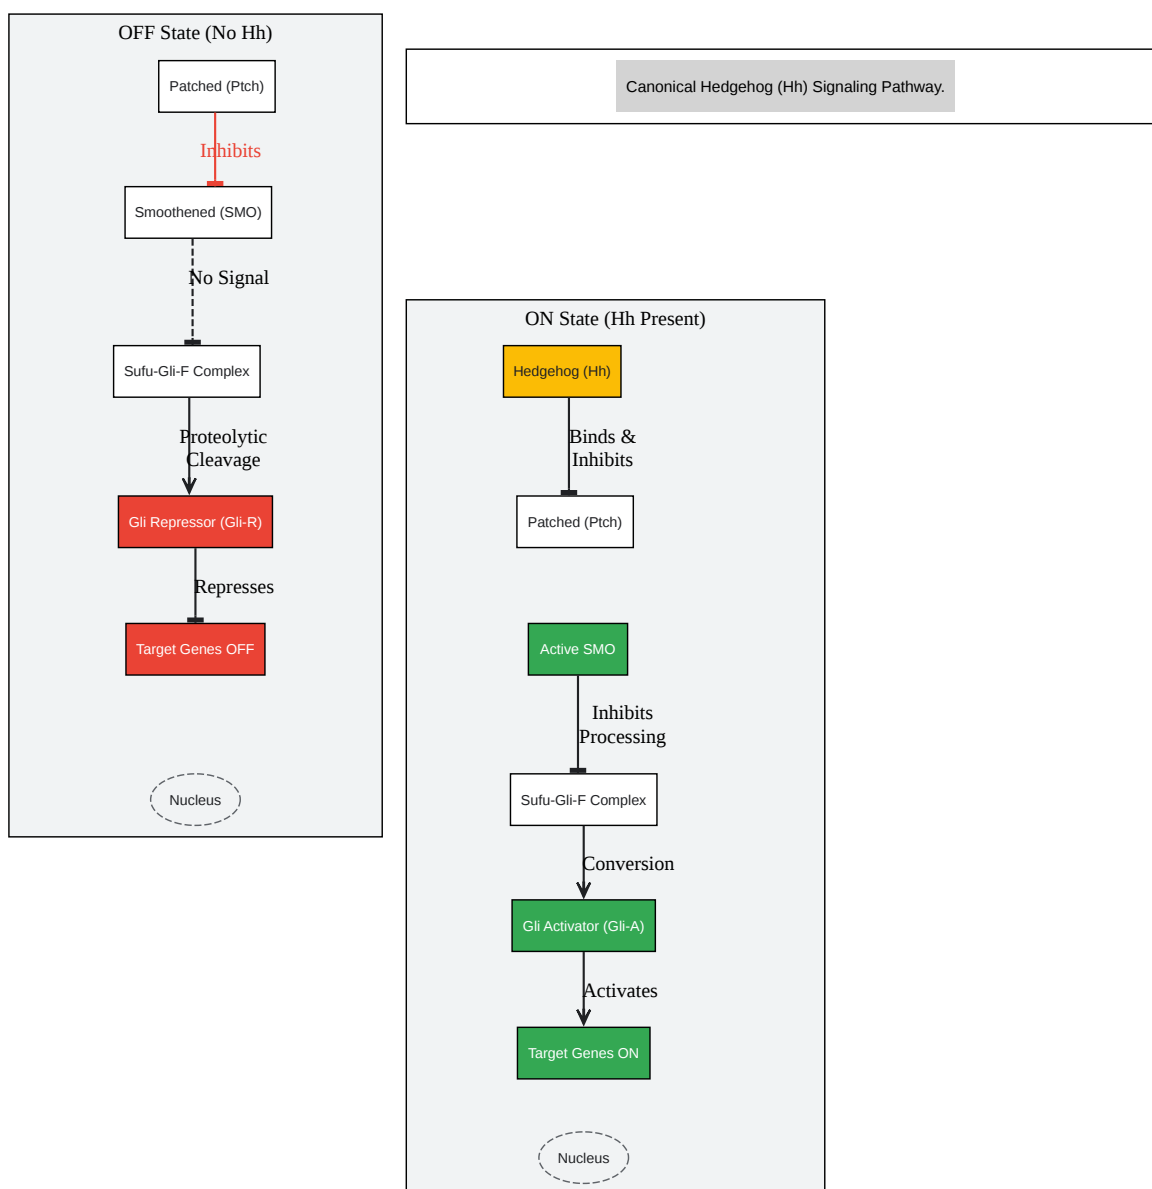 OFF State (No Hh)
Patched (Ptch)
Inhibits
Smoothened (SMO)
No Signal
Sufu-Gli-F Complex
Proteolytic
Cleavage
Gli Repressor (Gli-R)
Represses
Target Genes OFF
Nucleus
Canonical Hedgehog (Hh) Signaling Pathway.
ON State (Hh Present)
Hedgehog (Hh)
Binds &
Inhibits
Patched (Ptch)
Active SMO
Inhibits
Processing
Sufu-Gli-F Complex
Conversion
Gli Activator (Gli-A)
Activates
Target Genes ON
Nucleus